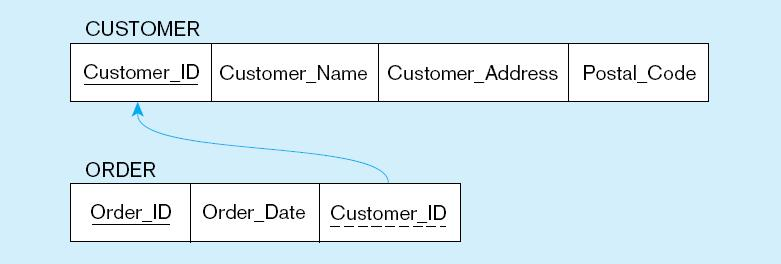 CUSTOMER
Customer_ID Customer_Name Customer_Address Postal_Code
ORDER
Order_ID Order_Date Customer_ID